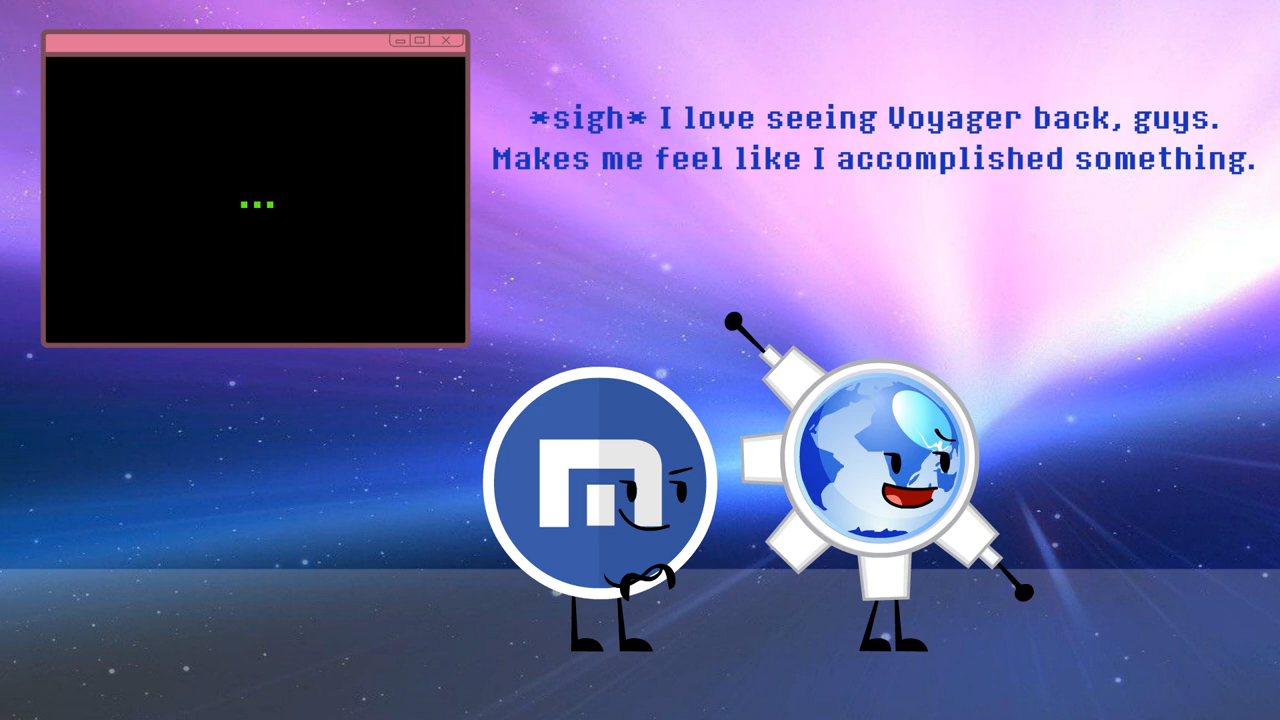 ...
*sigh* I love seeing Voyager back, guys.
Makes me feel like I accomplished something.